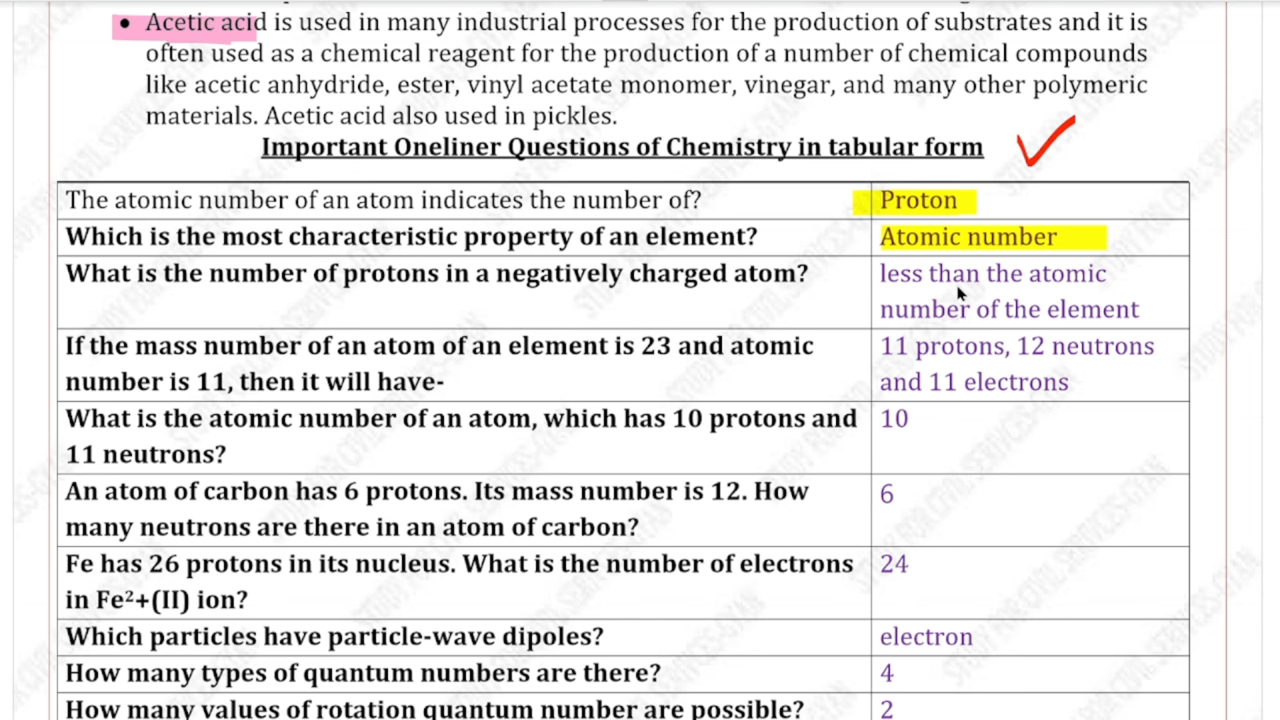 • Acetic acid is used in many industrial processes for the production of substrates and it is
often used as a chemical reagent for the production of a number of chemical compounds
like acetic anhydride, ester, vinyl acetate monomer, vinegar, and many other polymeric
materials. Acetic acid also used in pickles.
Important Oneliner Questions of Chemistry in tabular form
The atomic number of an atom indicates the number of? Proton
Which is the most characteristic property of an element? Atomic number
What is the number of protons in a negatively charged atom? less than the atomic
number of the element
If the mass number of an atom of an element is 23 and atomic 11 protons, 12 neutrons
number is 11, then it will have- and 11 electrons
What is the atomic number of an atom, which has 10 protons and 10
11 neutrons?
An atom of carbon has 6 protons. Its mass number is 12. How 6
many neutrons are there in an atom of carbon?
Fe has 26 protons in its nucleus. What is the number of electrons 24
in Fe²+(II) ion?
Which particles have particle-wave dipoles? electron
How many types of quantum numbers are there? 4
How many values of rotation quantum number are possible? 2